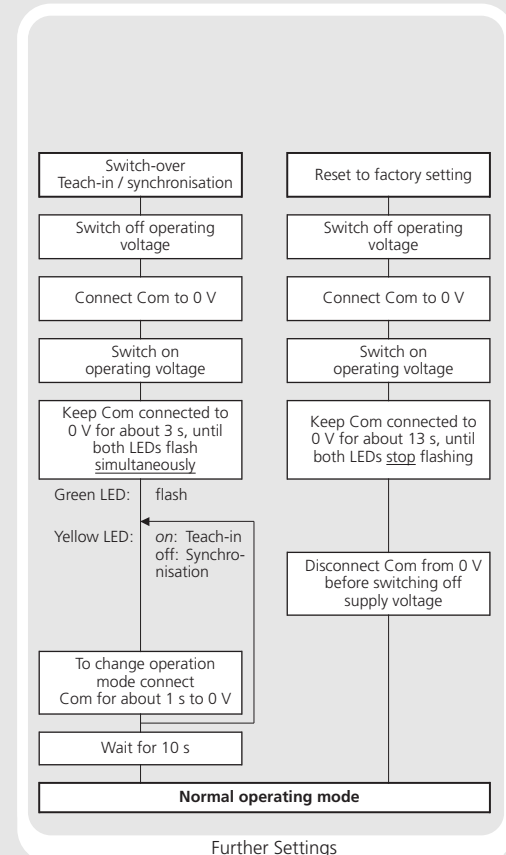 Switch-over
Teach-in / synchronisation
Switch off operating
voltage
Connect Com to 0 V
Switch on
operating voltage
Keep Com connected to
0 V for about 3 s, until
both LEDs flash
simultaneously
Green LED: flash
Yellow LED: on: Teach-in
off: Synchro-
nisation
To change operation
mode connect
Com for about 1 s to 0 V
Wait for 10 s
Reset to factory setting
Switch off operating
voltage
Connect Com to 0 V
Switch on
operating voltage
Keep Com connected to
0 V for about 13 s, until
both LEDs stop flashing
Disconnect Com from 0 V
before switching off
supply voltage
Normal operating mode
Further Settings